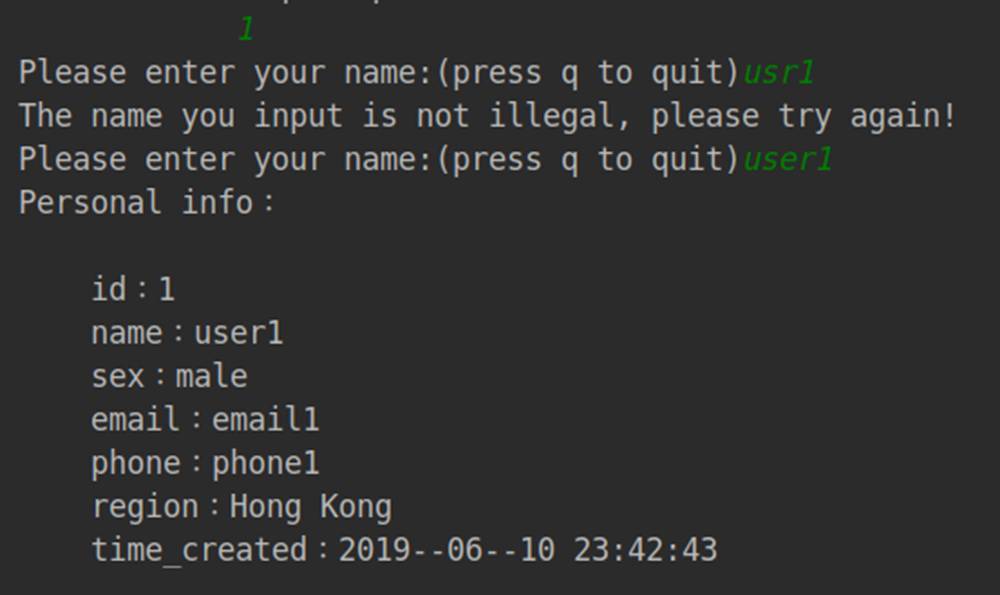 1
Please enter your name:(press q to quit)usr1
The name you input is not illegal, please try again!
Please enter your name:(press q to quit)user1
Personal info：
id：1
name：user1
sex：male
email：email1
phone：phone1
region：Hong Kong
time_created：2019--06--10 23:42:43